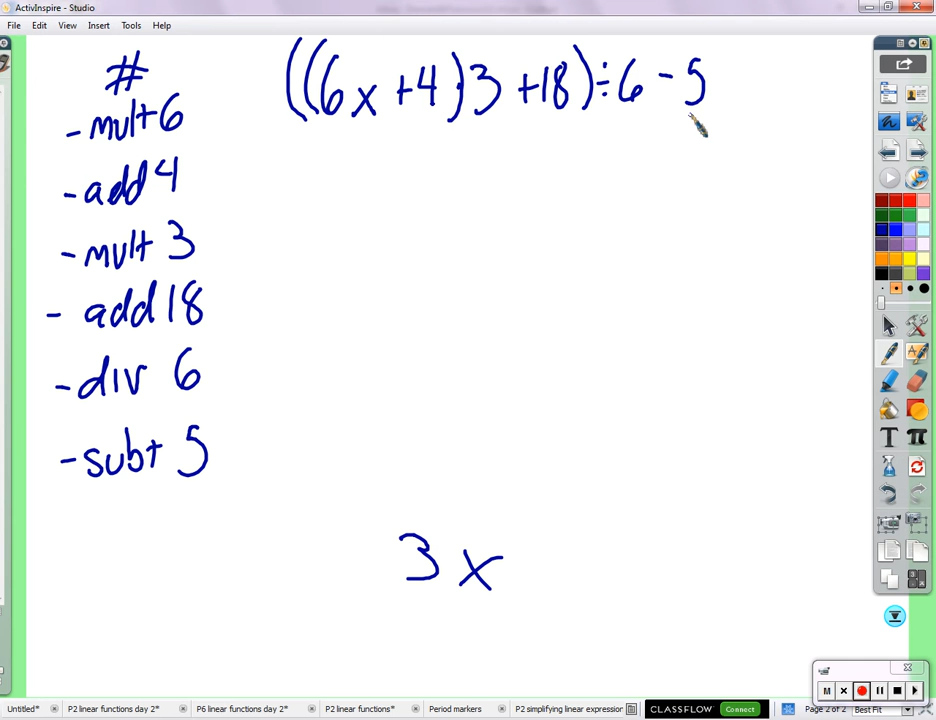 ActivInspire - Studio
File Edit View Insert Tools Help
#
- mult 6
- add 4
- mult 3
- add 18
- div 6
- subt 5
((6x+4)3+18)÷6-5
3x
Untitled*
P2 linear functions day 2*
P6 linear functions day 2*
P2 linear functions*
Period markers
P2 simplifying linear expression
CLASSFLOW Connect
Page 2 of 2
Best Fit
M